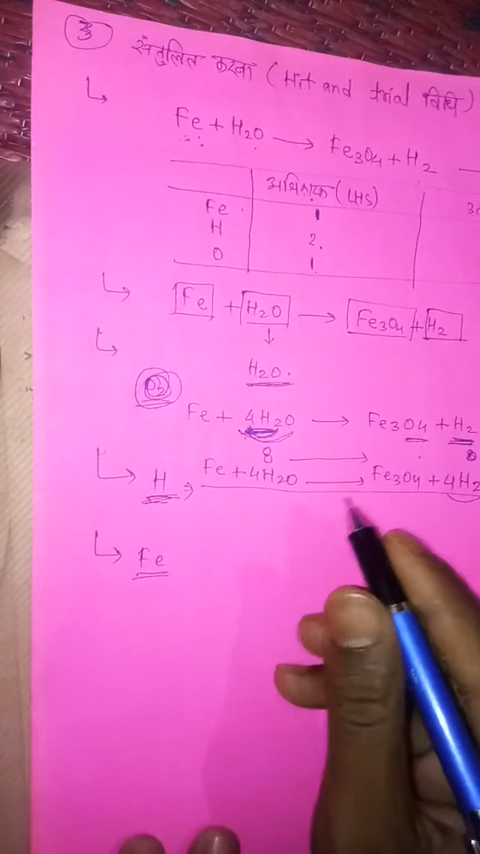 3 संतुलित करना (Hit and trial विधि)
Fe + H2O → Fe3O4 + H2
अभिकारक (LHS)
Fe 1
H 2
O 1
Fe + H2O → Fe3O4 + H2
H2O
Fe + 4H2O → Fe3O4 + H2
8 → 8
H ⇒ Fe + 4H2O → Fe3O4 + 4H2
Fe